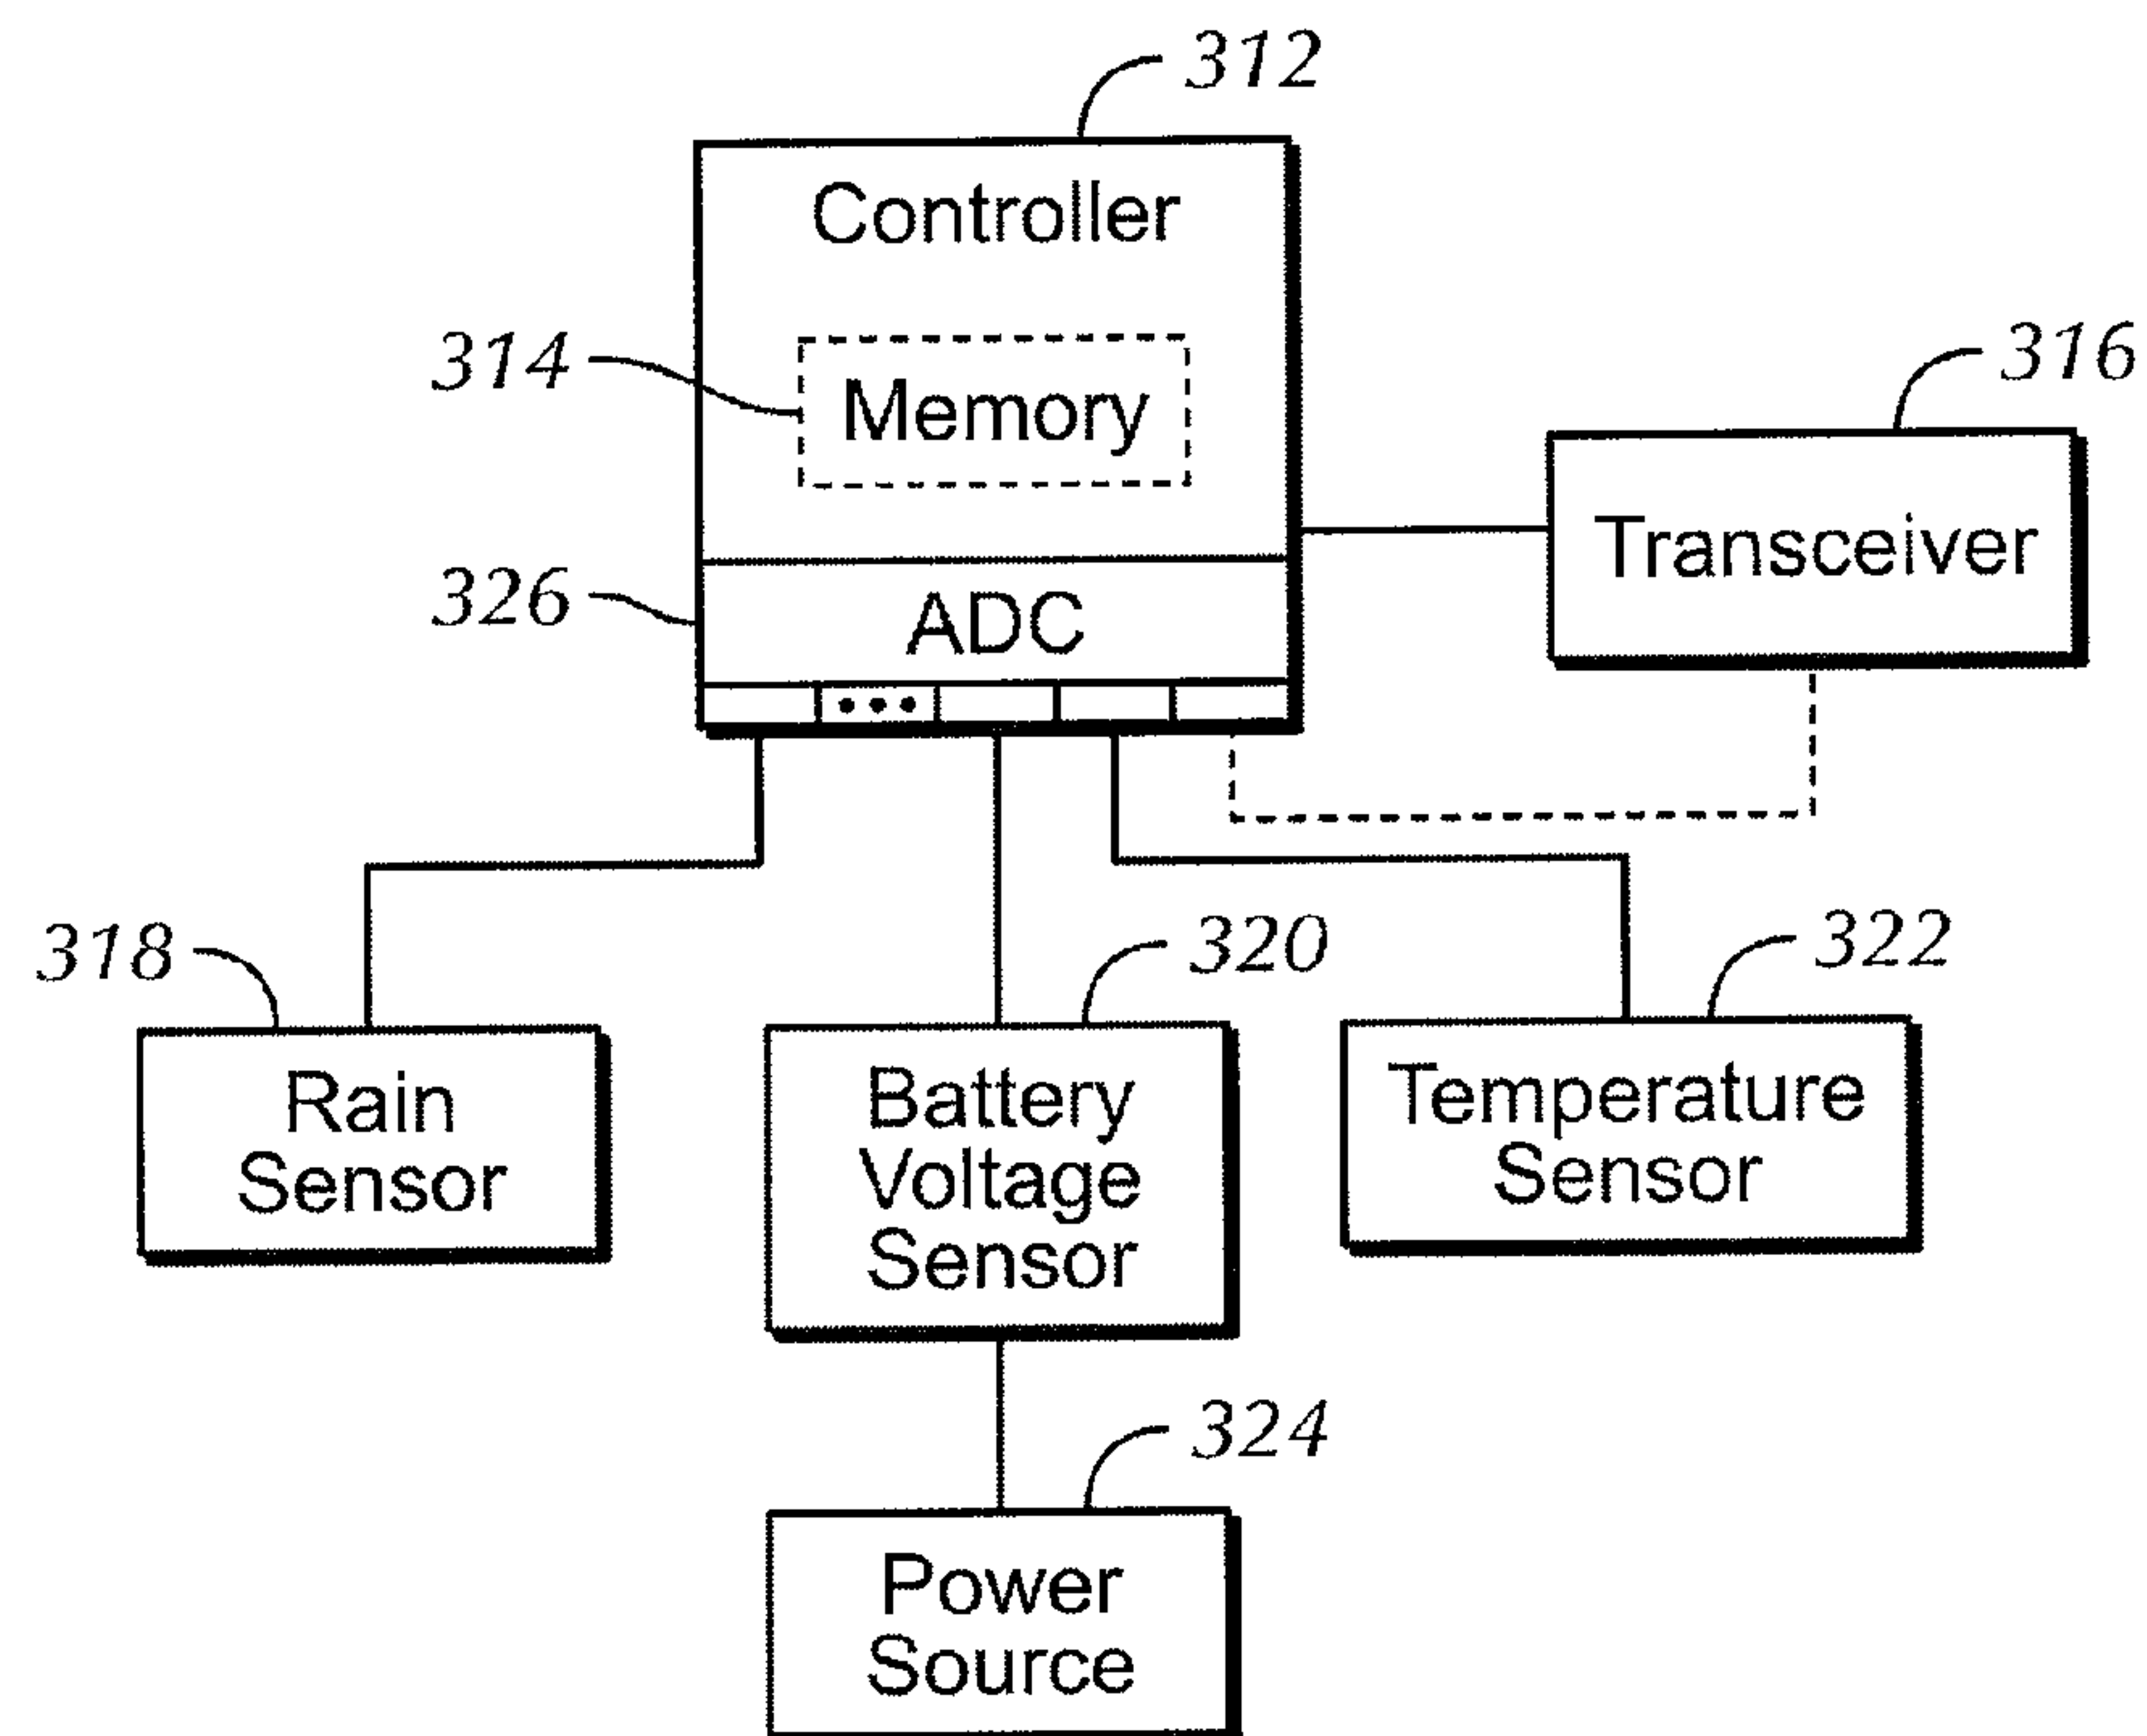 312
Controller
314
Memory
316
Transceiver
326
ADC
318
Rain
Sensor
320
Battery
Voltage
Sensor
322
Temperature
Sensor
324
Power
Source